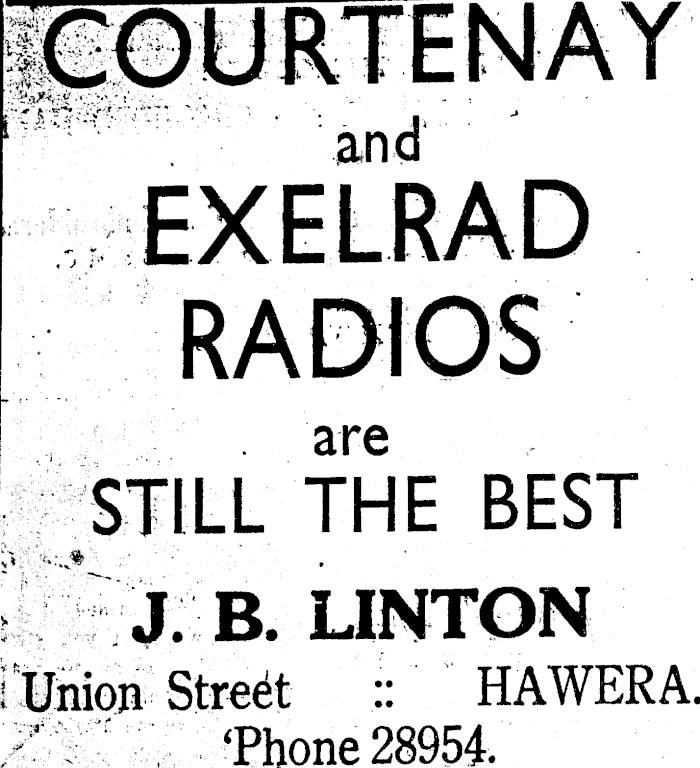 COURTENAY
and
EXELRAD
RADIOS
are
STILL THE BEST
J. B. LINTON
Union Street :: HAWERA.
‘Phone 28954.